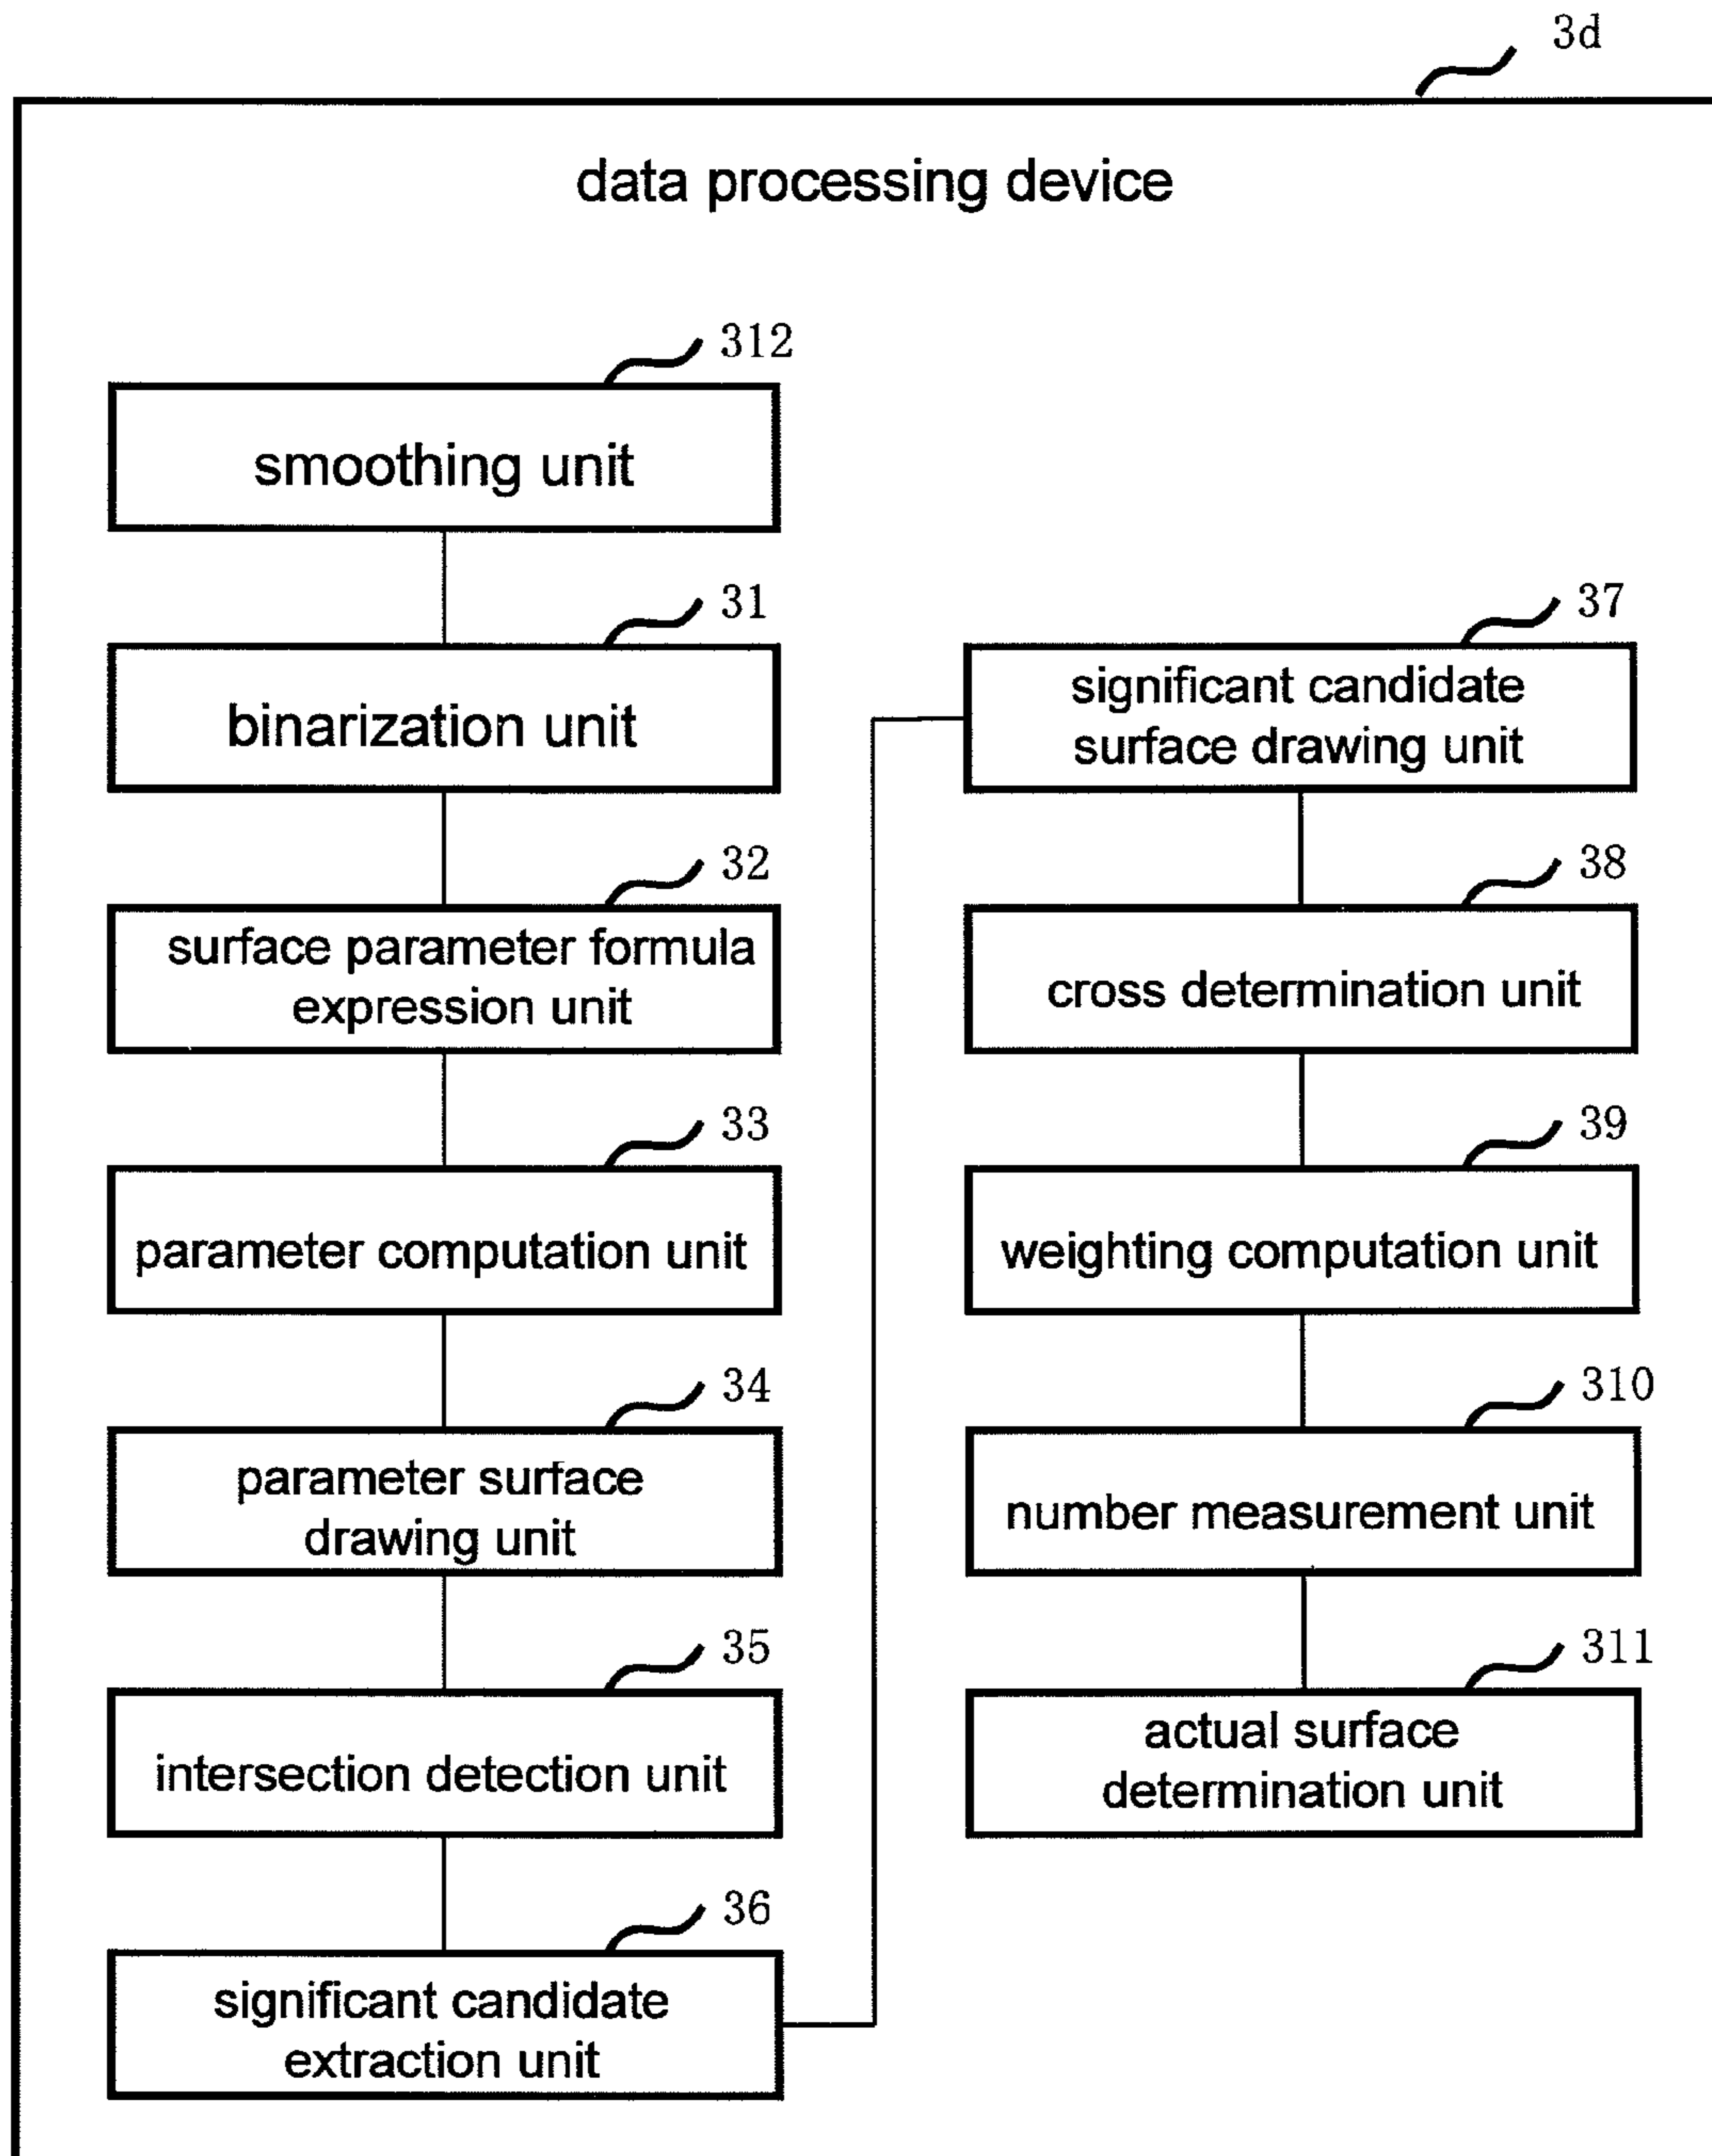 3d
data processing device
312
smoothing unit
31
binarization unit
32
surface parameter formula
expression unit
33
parameter computation unit
34
parameter surface
drawing unit
35
intersection detection unit
36
significant candidate
extraction unit
37
significant candidate
surface drawing unit
38
cross determination unit
39
weighting computation unit
310
number measurement unit
311
actual surface
determination unit